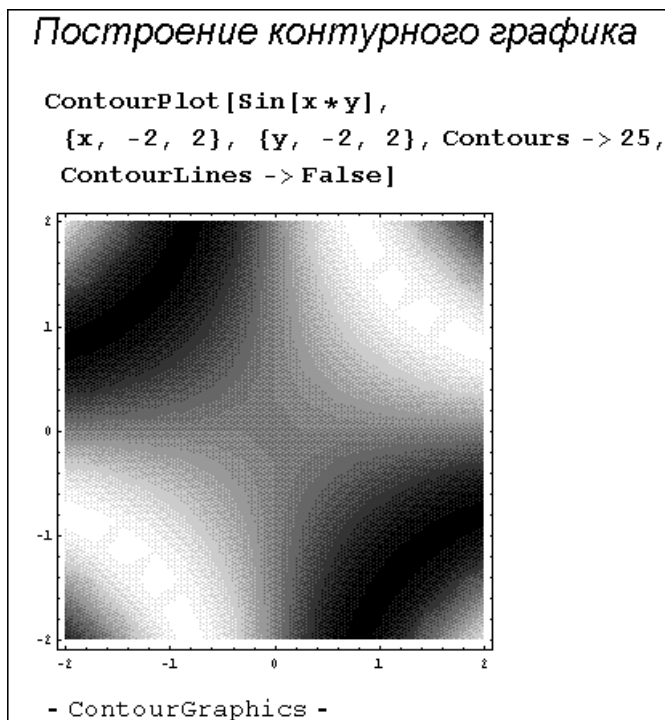 Построение контурного графика
ContourPlot[Sin[x*y],
{x, -2, 2}, {y, -2, 2}, Contours -> 25,
ContourLines -> False]
2
1
0
-1
-2
-2 -1 0 1 2
- ContourGraphics -